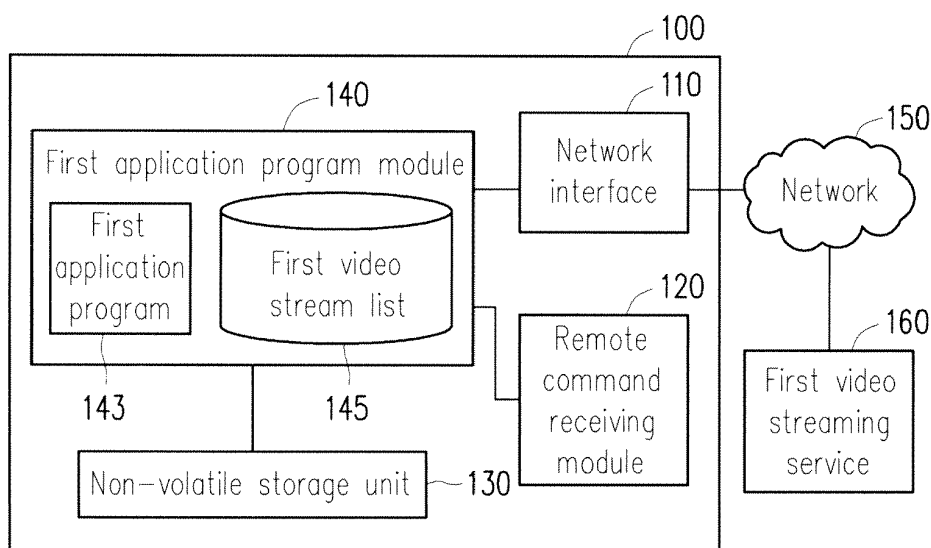 100
140
110
150
First application program module
Network
interface
Network
First
application
program
First video
stream list
120
160
Remote
command
receiving
module
First video
streaming
service
143
145
Non-volatile storage unit
130